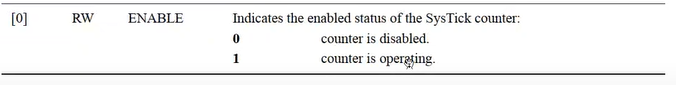 [0] RW ENABLE Indicates the enabled status of the SysTick counter:
0 counter is disabled.
1 counter is operating.